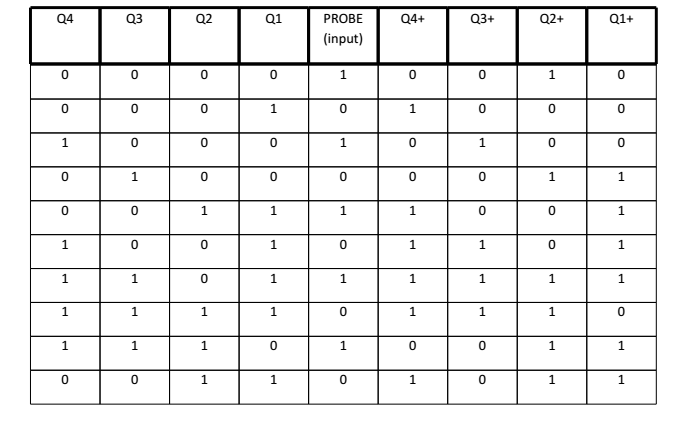 Q4 Q3 Q2 Q1 PROBE (input) Q4+ Q3+ Q2+ Q1+
0 0 0 0 1 0 0 1 0
0 0 0 1 0 1 0 0 0
1 0 0 0 1 0 1 0 0
0 1 0 0 0 0 0 1 1
0 0 1 1 1 1 0 0 1
1 0 0 1 0 1 1 0 1
1 1 0 1 1 1 1 1 1
1 1 1 1 0 1 1 1 0
1 1 1 0 1 0 0 1 1
0 0 1 1 0 1 0 1 1